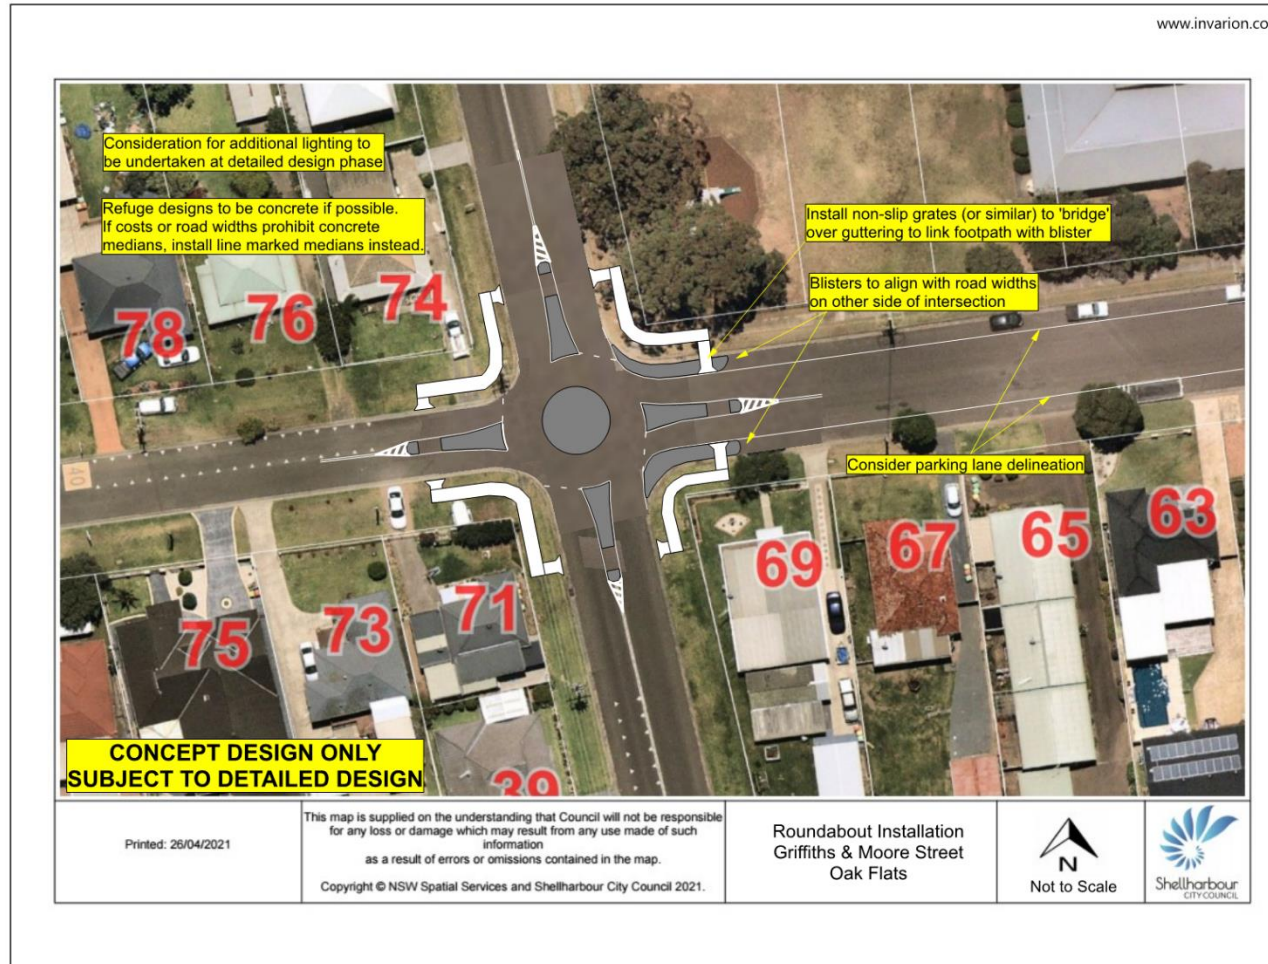 www.invarion.co
Consideration for additional lighting to
be undertaken at detailed design phase
Refuge designs to be concrete if possible.
If costs or road widths prohibit concrete
medians, install line marked medians instead.
Install non-slip grates (or similar) to 'bridge'
over guttering to link footpath with blister
Blisters to align with road widths
on other side of intersection
78
76
74
40
Consider parking lane delineation
75
73
71
69
67
65
63
39
CONCEPT DESIGN ONLY
SUBJECT TO DETAILED DESIGN
Printed: 26/04/2021
This map is supplied on the understanding that Council will not be responsible
for any loss or damage which may result from any use made of such
information
as a result of errors or omissions contained in the map.
Copyright © NSW Spatial Services and Shellharbour City Council 2021.
Roundabout Installation
Griffiths & Moore Street
Oak Flats
N
Not to Scale
Shellharbour
CITY COUNCIL